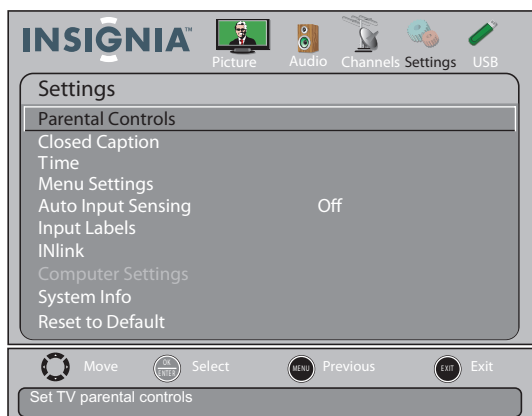 INSIGNIA™
Picture Audio Channels Settings USB
Settings
Parental Controls
Closed Caption
Time
Menu Settings
Auto Input Sensing Off
Input Labels
INlink
Computer Settings
System Info
Reset to Default
Move OK ENTER Select MENU Previous EXIT Exit
Set TV parental controls